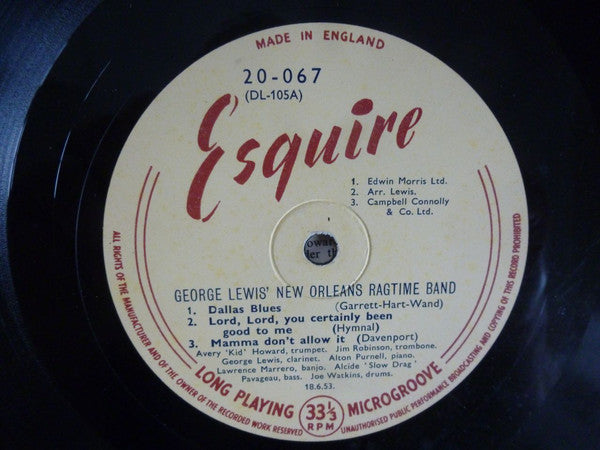 MADE IN ENGLAND
20-067
(DL-105A)
Esquire
1. Edwin Morris Ltd.
2. Arr. Lewis.
3. Campbell Connolly
& Co. Ltd.
GEORGE LEWIS' NEW ORLEANS RAGTIME BAND
1. Dallas Blues (Garrett-Hart-Wand)
2. Lord, Lord, you certainly been
good to me (Hymnal)
3. Mamma don't allow it (Davenport)
Avery 'Kid' Howard, trumpet. Jim Robinson, trombone.
George Lewis, clarinet. Alton Purnell, piano.
Lawrence Marrero, banjo. Alcide 'Slow Drag'
Pavageau, bass. Joe Watkins, drums.
18.6.53.
LONG PLAYING 33⅓ RPM MICROGROOVE
ALL RIGHTS OF THE MANUFACTURER AND OF THE OWNER OF THE RECORDED WORK RESERVED
UNAUTHORISED PUBLIC PERFORMANCE BROADCASTING AND COPYING OF THIS RECORD PROHIBITED